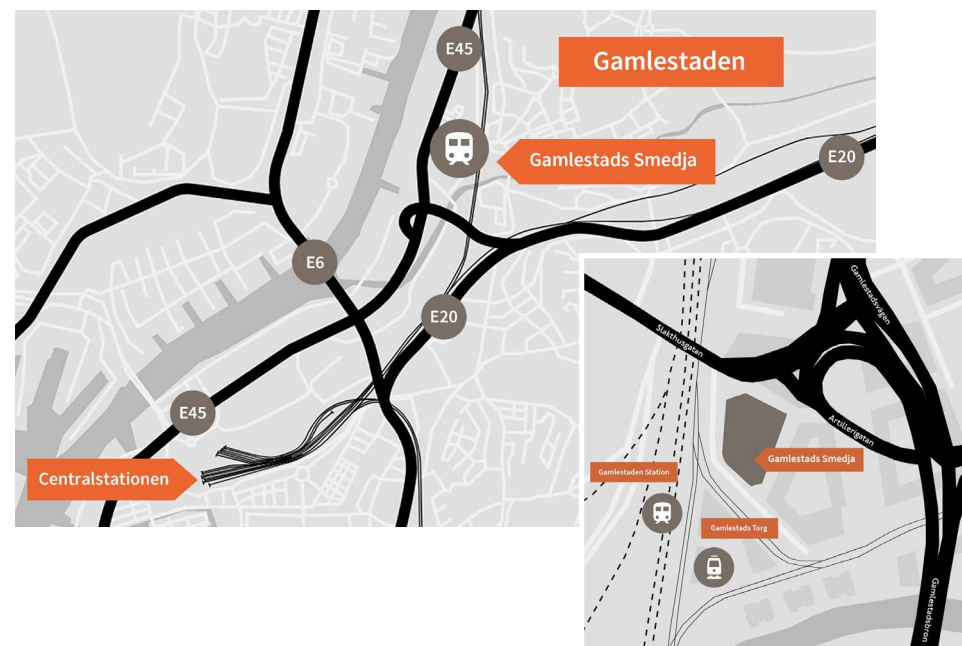 E45
Gamlestaden
Gamlestads Smedja
E20
E6
E20
E45
Centralstationen
Gamlestadsvägen
Slakthusgatan
Artillerigatan
Gamlestads Smedja
Gamlestaden Station
Gamlestads Torg
Gamlestadsbron